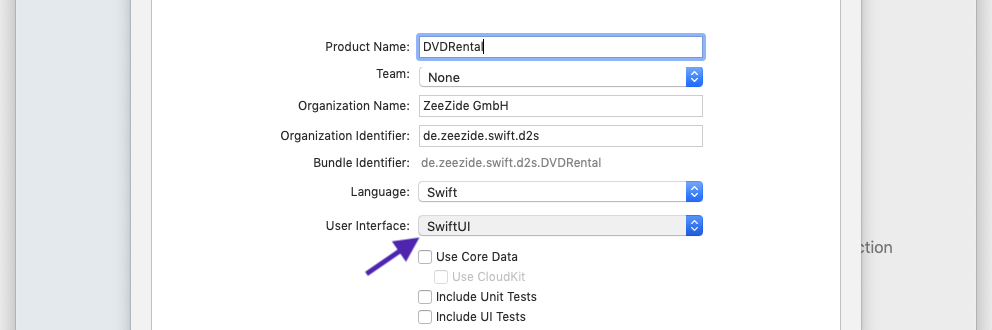 Product Name: DVDRental
Team: None
Organization Name: ZeeZide GmbH
Organization Identifier: de.zeezide.swift.d2s
Bundle Identifier: de.zeezide.swift.d2s.DVDRental
Language: Swift
User Interface: SwiftUI
ction
Use Core Data
Use CloudKit
Include Unit Tests
Include UI Tests